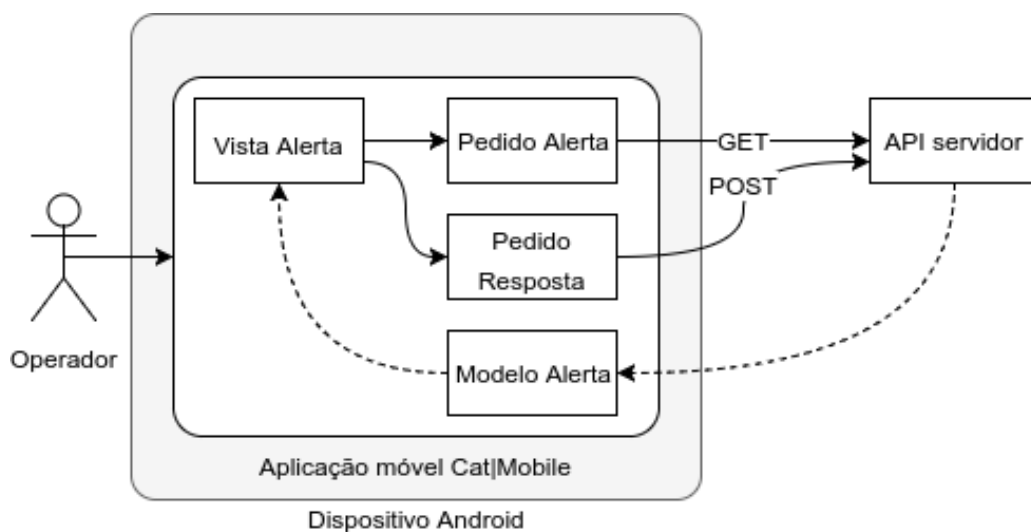 Vista Alerta
Pedido Alerta
GET
API servidor
POST
Pedido
Resposta
Operador
Modelo Alerta
Aplicação móvel Cat|Mobile
Dispositivo Android